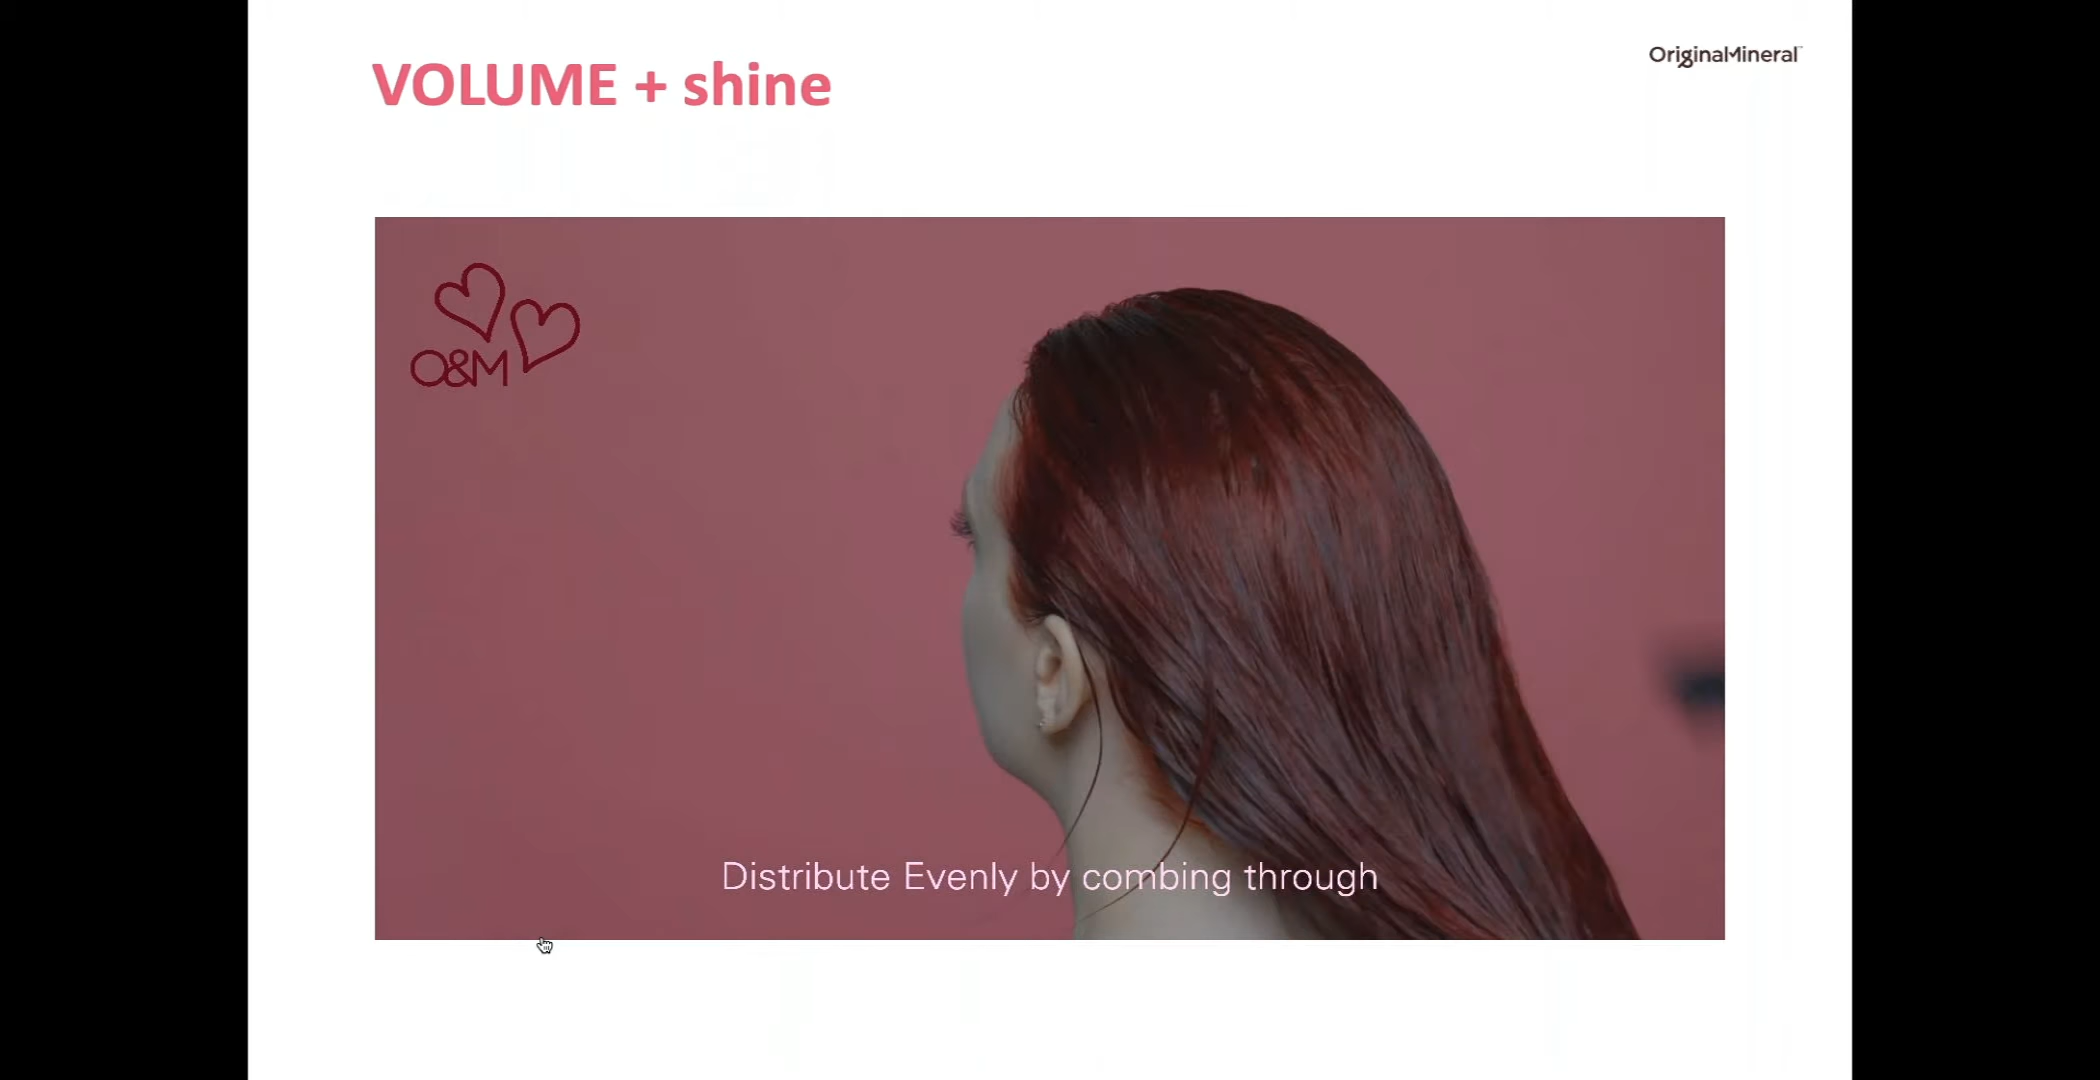 VOLUME + shine
OriginalMineral
O&M
Distribute Evenly by combing through